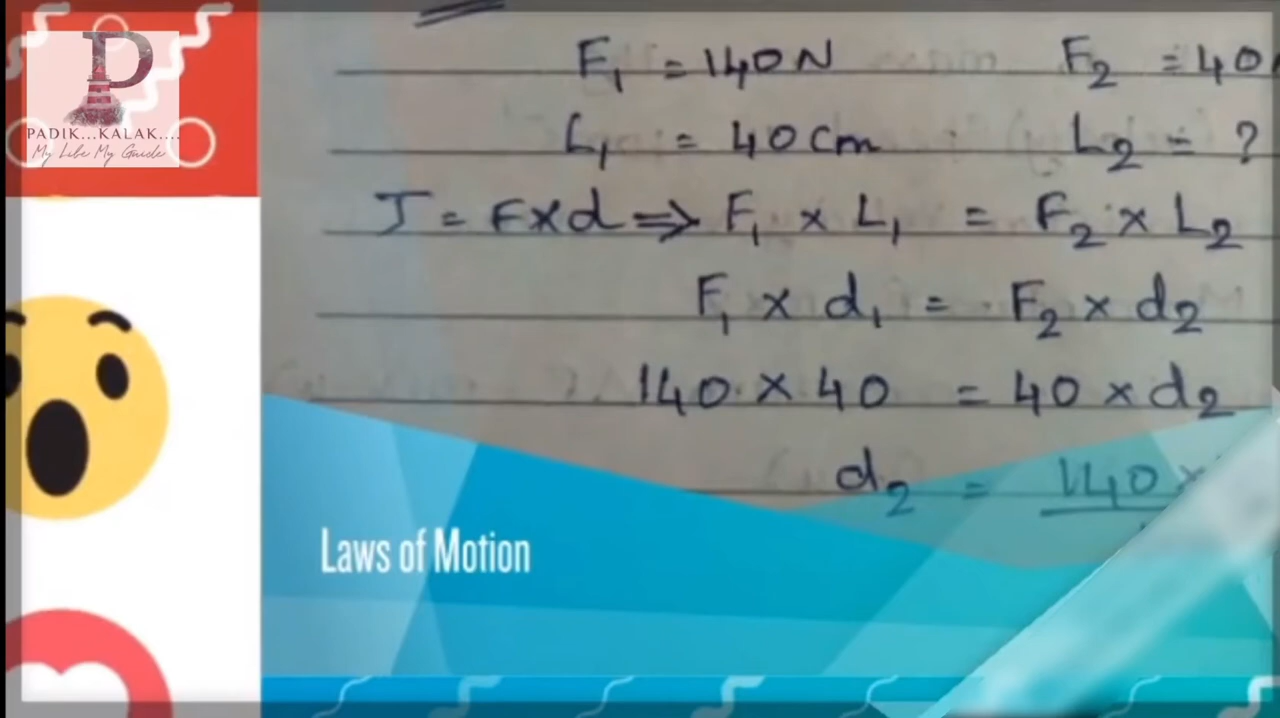 PADIK...KALAK....
My Life My Guide
F₁ = 140N F₂ = 40
L₁ = 40 cm L₂ = ?
J = F×d ⇒ F₁ × L₁ = F₂ × L₂
F₁ × d₁ = F₂ × d₂
140 × 40 = 40 × d₂
d₂ = 140 ×
Laws of Motion